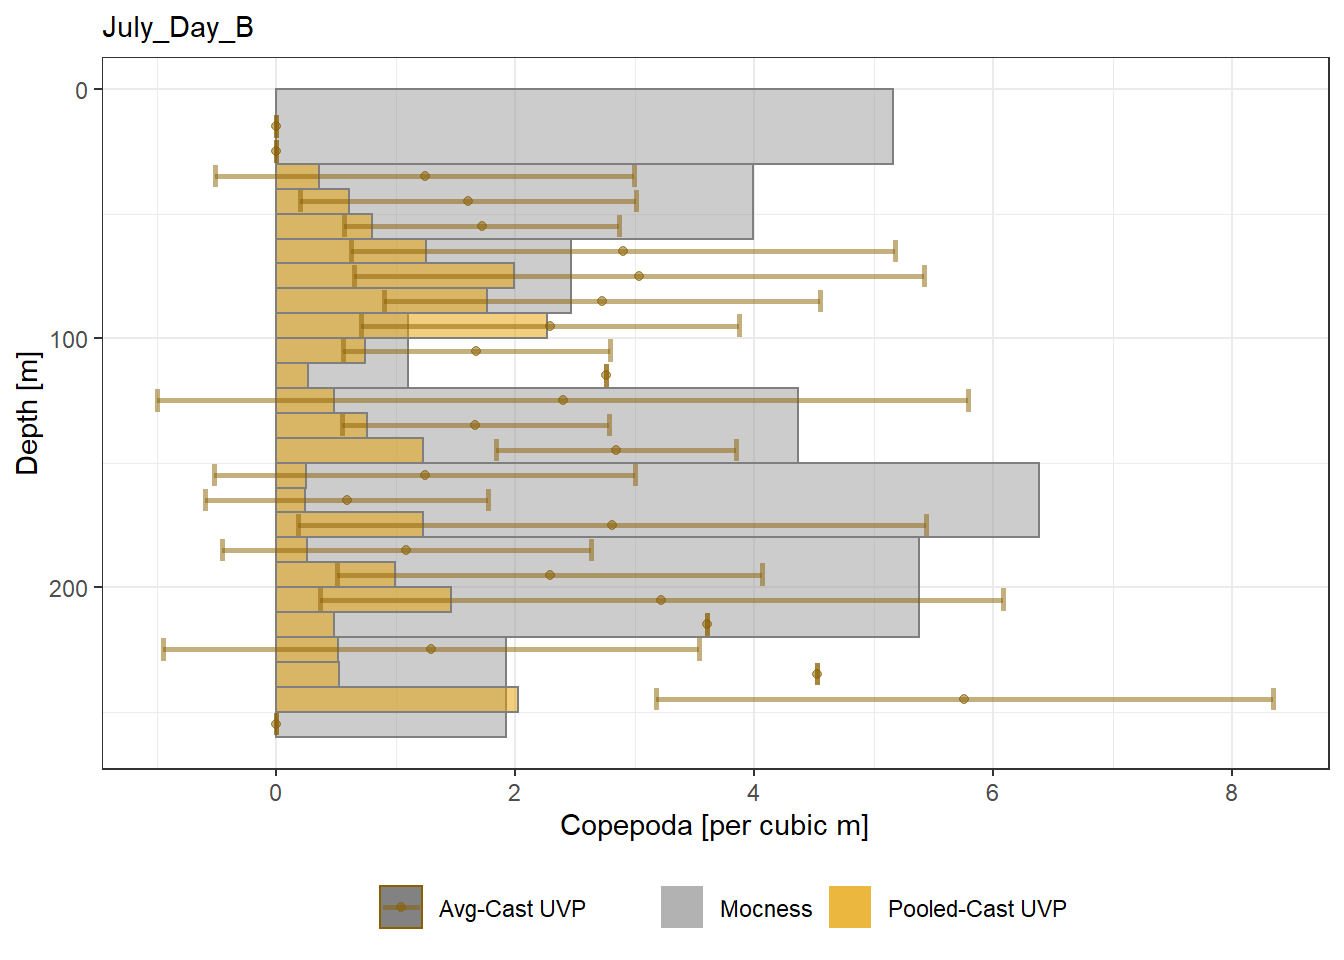 July_Day_B
0
100
200
Depth [m]
0 2 4 6 8
Copepoda [per cubic m]
Avg-Cast UVP Mocness Pooled-Cast UVP